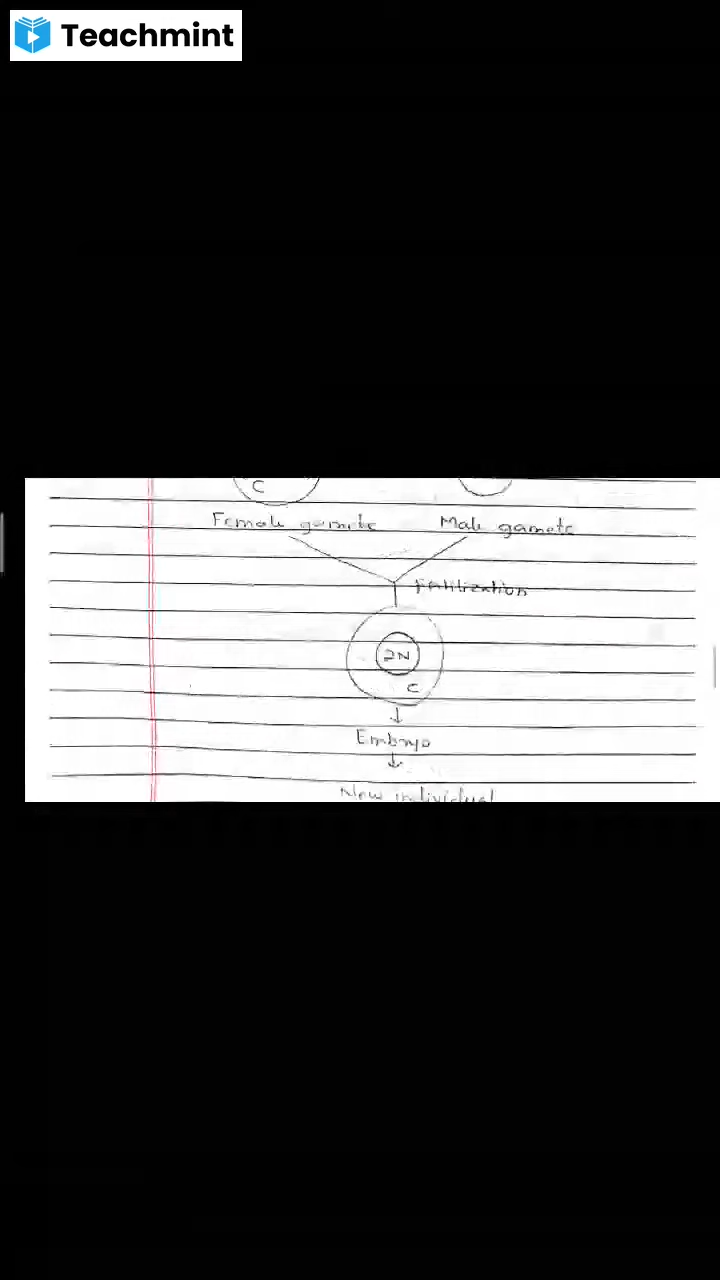 Teachmint
C
Female gamete Male gamete
Fertilization
2N
C
Embryo
New individual